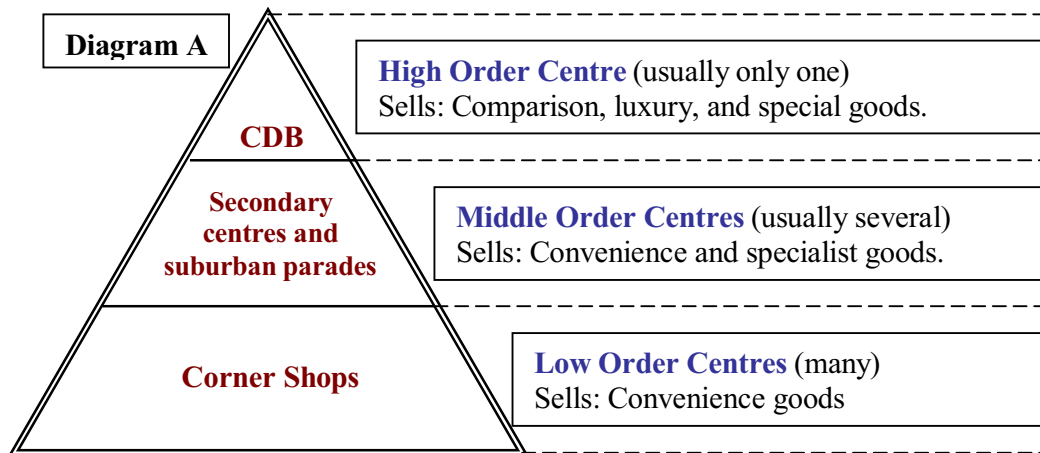 Diagram A
High Order Centre (usually only one)
Sells: Comparison, luxury, and special goods.
CDB
Secondary
centres and
suburban parades
Middle Order Centres (usually several)
Sells: Convenience and specialist goods.
Corner Shops
Low Order Centres (many)
Sells: Convenience goods